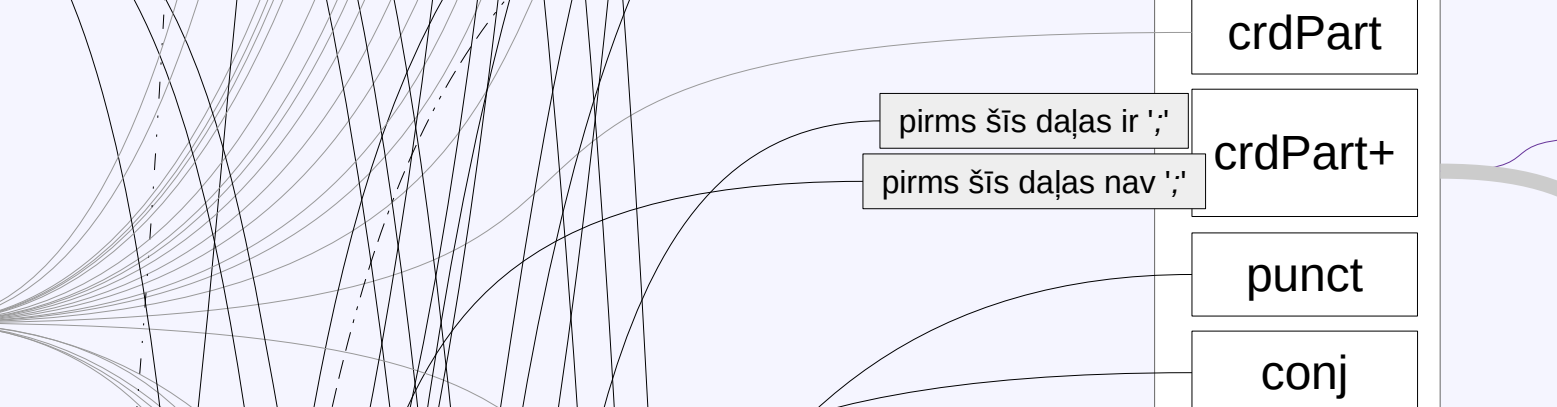 crdPart
pirms šīs daļas ir ';'
crdPart+
pirms šīs daļas nav ';'
punct
conj